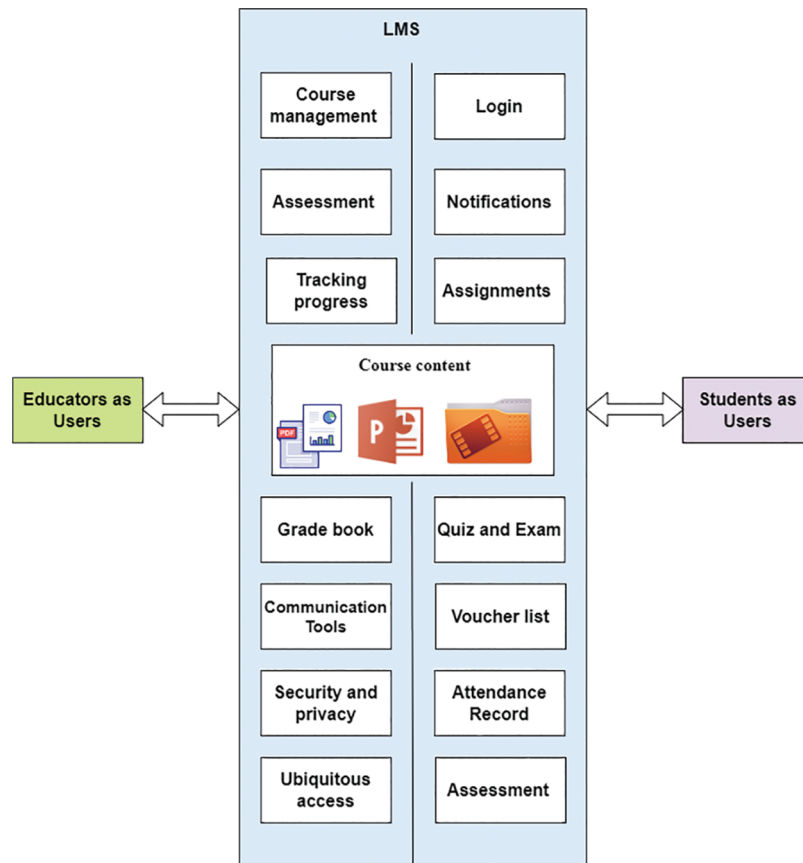 LMS
Course
management
Login
Assessment
Notifications
Tracking
progress
Assignments
Course content
PDF
P
Educators as
Users
Students as
Users
Grade book
Quiz and Exam
Communication
Tools
Voucher list
Security and
privacy
Attendance
Record
Ubiquitous
access
Assessment